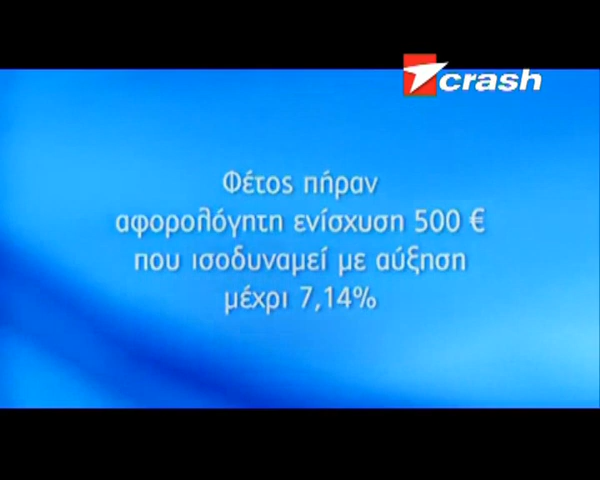 crash
Φέτος πήραν
αφορολόγητη ενίσχυση 500 €
που ισοδυναμεί με αύξηση
μέχρι 7,14%